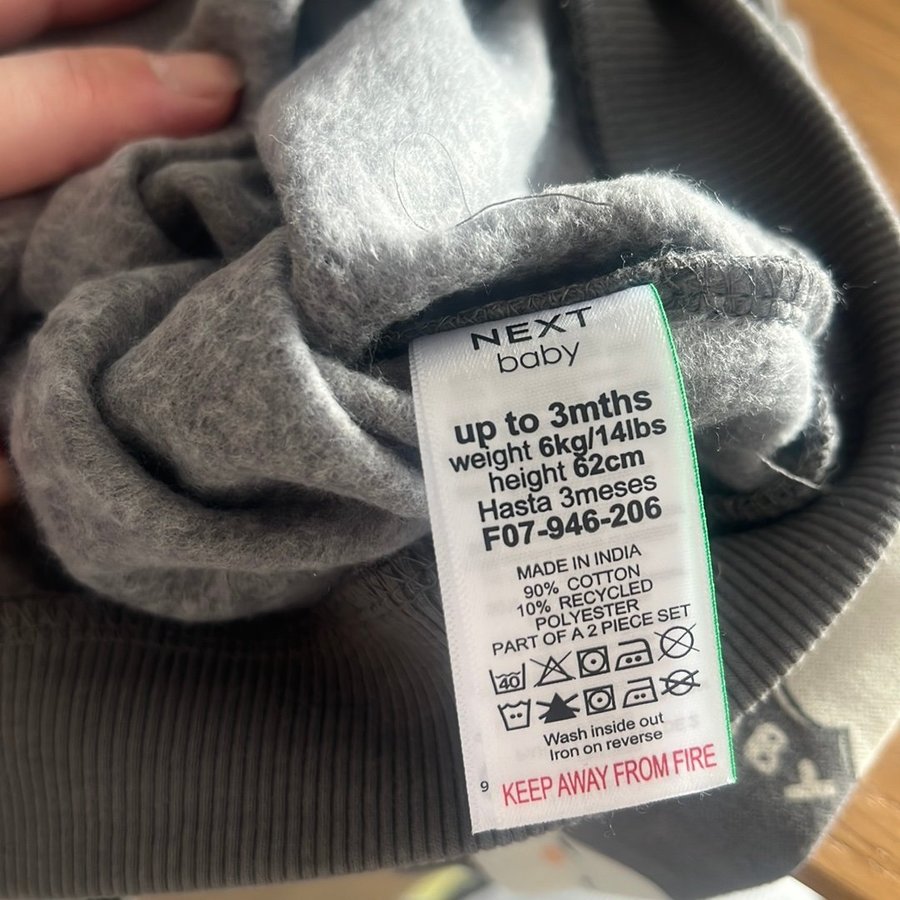 NEXT
baby
up to 3mths
weight 6kg/14lbs
height 62cm
Hasta 3meses
F07-946-206
MADE IN INDIA
90% COTTON
10% RECYCLED
POLYESTER
PART OF A 2 PIECE SET
40
Wash inside out
Iron on reverse
9
KEEP AWAY FROM FIRE
B